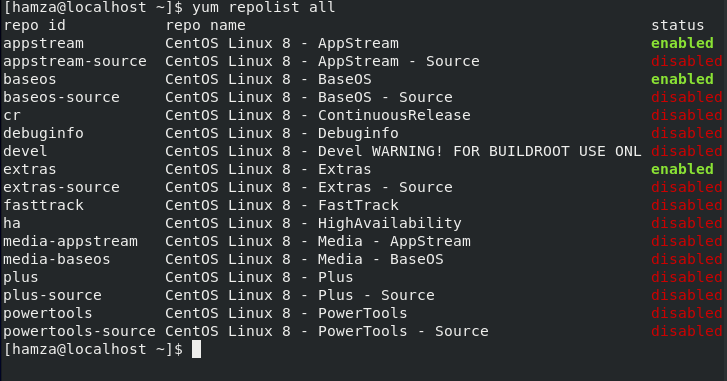 [hamza@localhost ~]$ yum repolist all
repo id repo name status
appstream CentOS Linux 8 - AppStream enabled
appstream-source CentOS Linux 8 - AppStream - Source disabled
baseos CentOS Linux 8 - BaseOS enabled
baseos-source CentOS Linux 8 - BaseOS - Source disabled
cr CentOS Linux 8 - ContinuousRelease disabled
debuginfo CentOS Linux 8 - Debuginfo disabled
devel CentOS Linux 8 - Devel WARNING! FOR BUILDROOT USE ONL disabled
extras CentOS Linux 8 - Extras enabled
extras-source CentOS Linux 8 - Extras - Source disabled
fasttrack CentOS Linux 8 - FastTrack disabled
ha CentOS Linux 8 - HighAvailability disabled
media-appstream CentOS Linux 8 - Media - AppStream disabled
media-baseos CentOS Linux 8 - Media - BaseOS disabled
plus CentOS Linux 8 - Plus disabled
plus-source CentOS Linux 8 - Plus - Source disabled
powertools CentOS Linux 8 - PowerTools disabled
powertools-source CentOS Linux 8 - PowerTools - Source disabled
[hamza@localhost ~]$